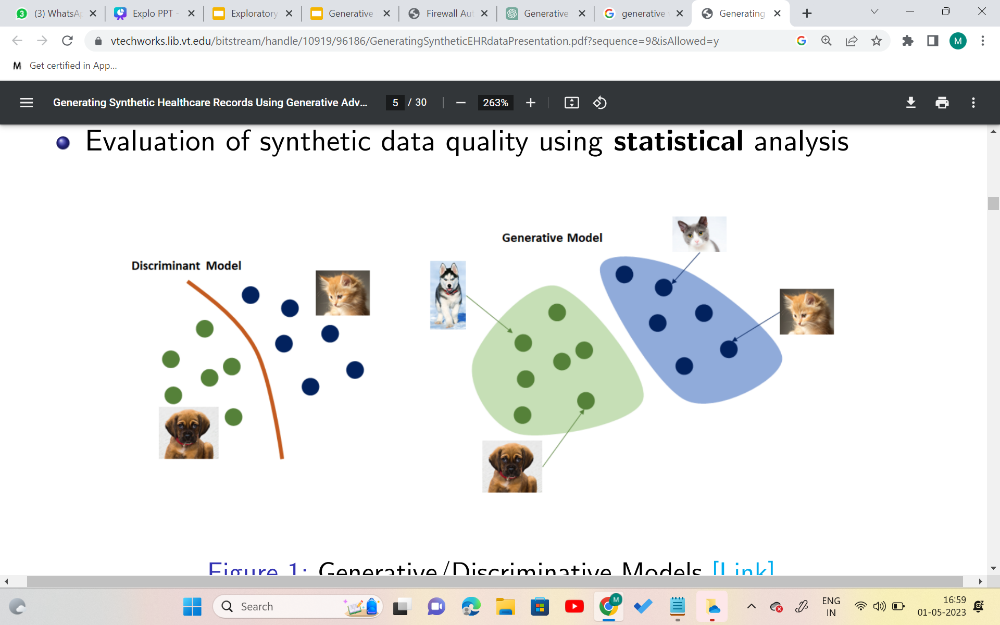 3
(3) WhatsAp
Explo PPT -
Exploratory
Generative
Firewall Aut
Generative
generative v
Generating
vtechworks.lib.vt.edu/bitstream/handle/10919/96186/GeneratingSyntheticEHRdataPresentation.pdf?sequence=9&isAllowed=y
M
M Get certified in App...
Generating Synthetic Healthcare Records Using Generative Adv...
5 / 30
263%
Evaluation of synthetic data quality using statistical analysis
Generative Model
Discriminant Model
Figure 1: Generative/Discriminative Models [Link]
Search
M
ENG
IN
16:59
01-05-2023